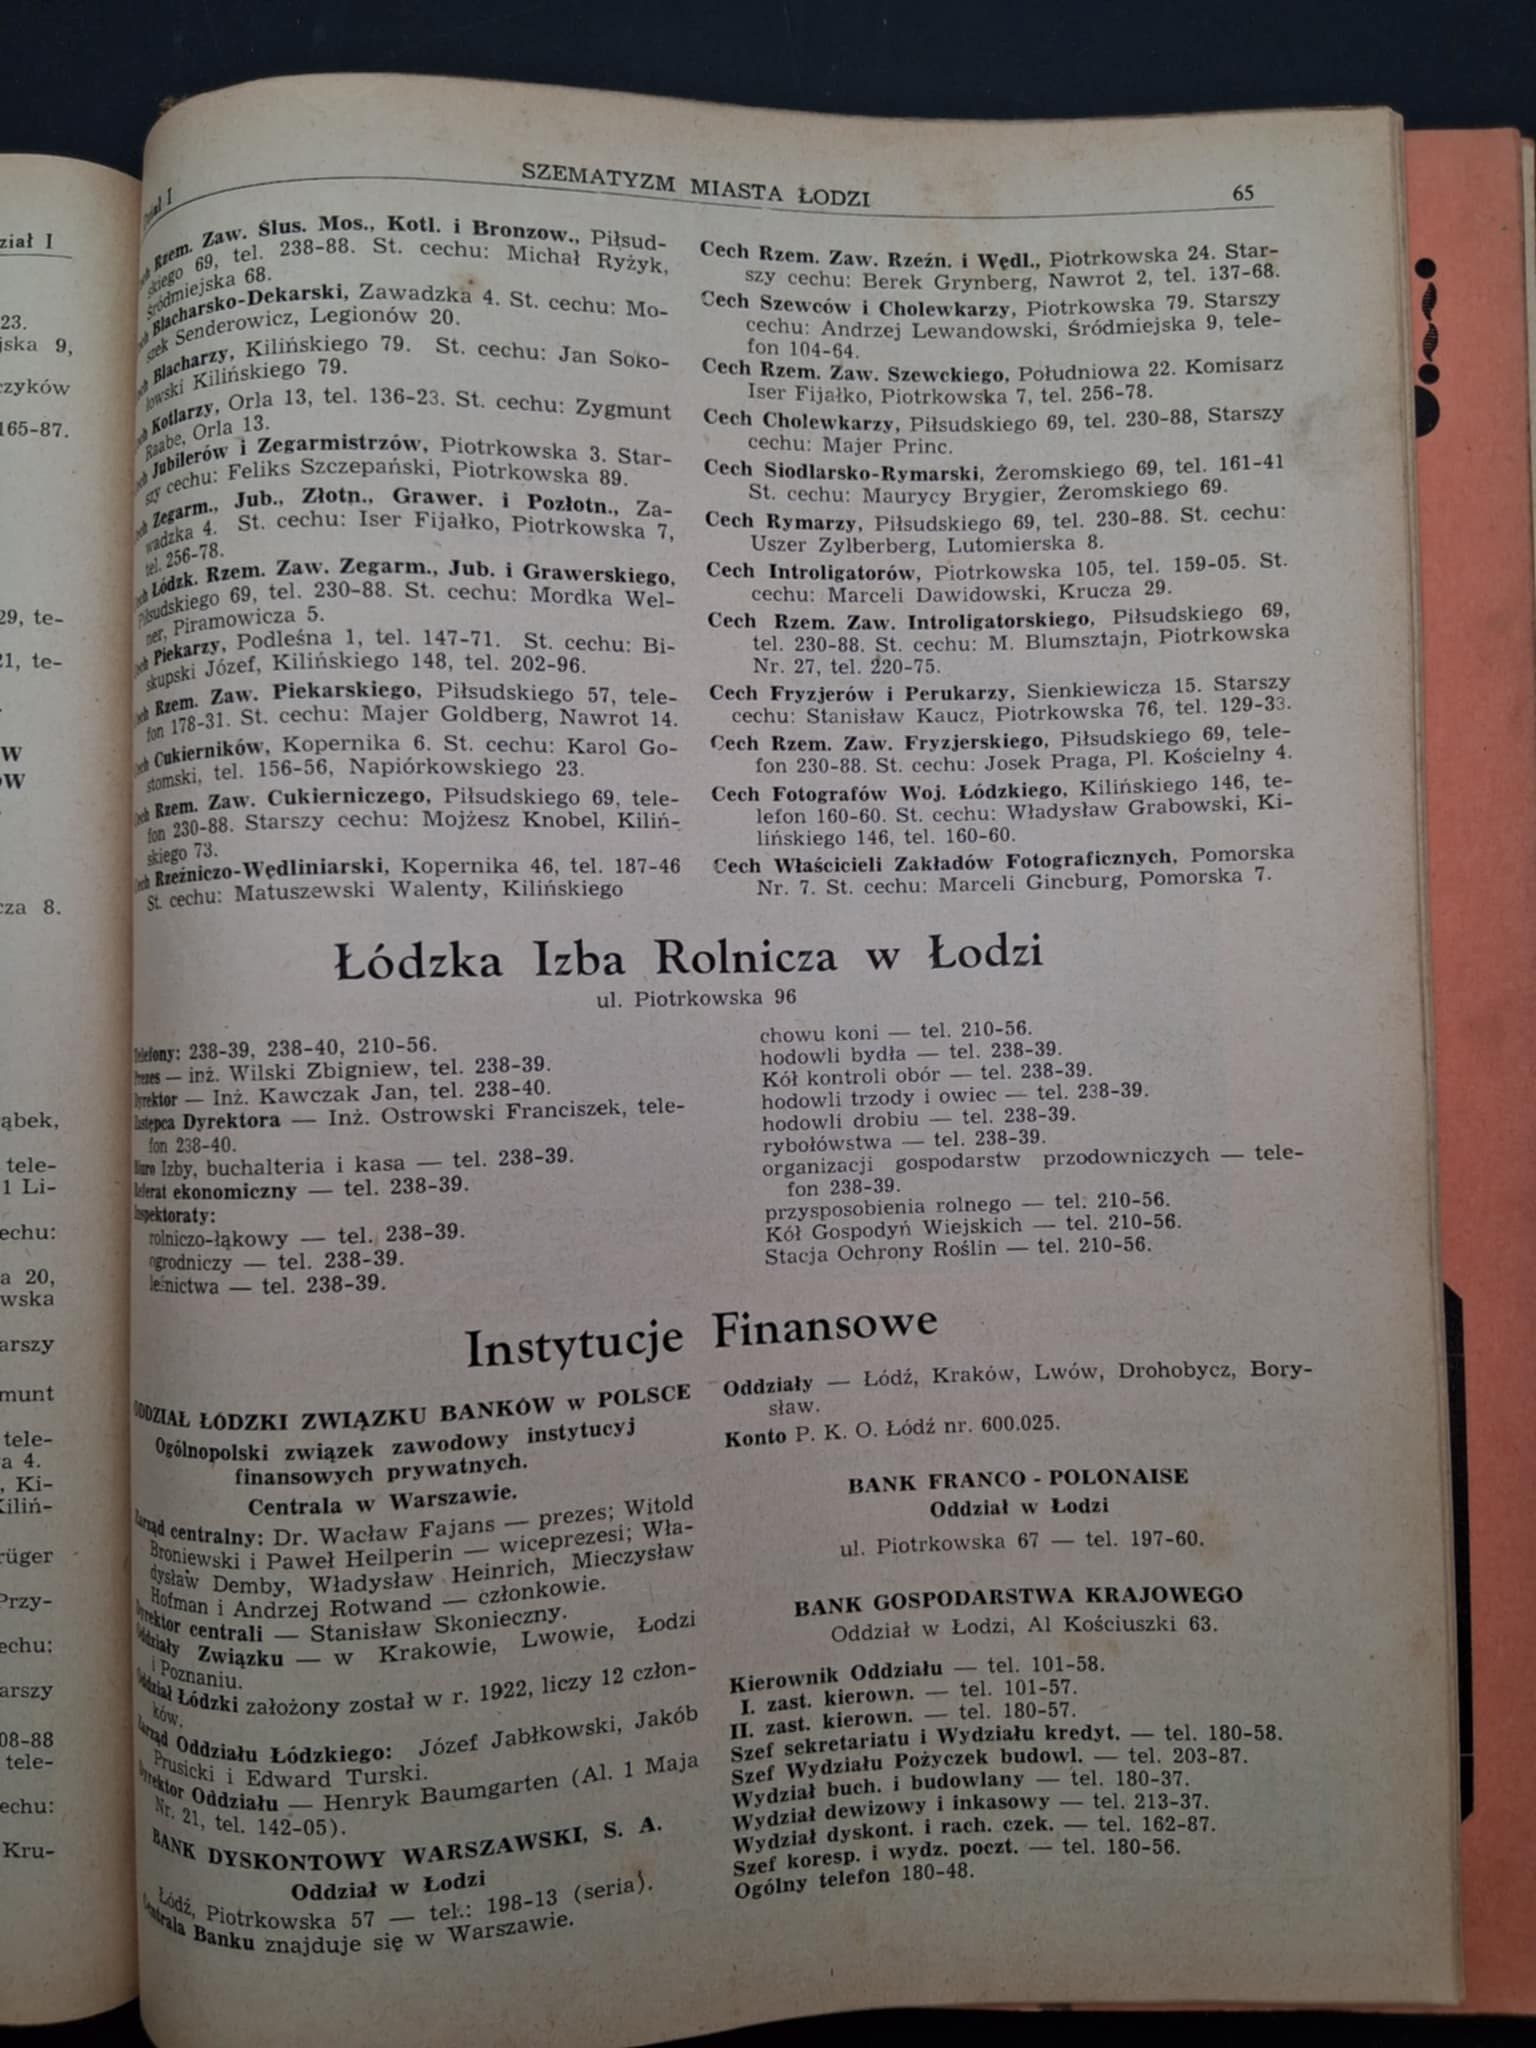 Dział I
SZEMATYZM MIASTA ŁODZI
65
Cech Rzem. Zaw. Ślus. Mos., Kotl. i Bronzow., Piłsud-
skiego 69, tel. 238-88. St. cechu: Michał Ryżyk,
Śródmiejska 68.
Cech Blacharsko-Dekarski, Zawadzka 4. St. cechu: Mo-
szek Senderowicz, Legionów 20.
Cech Blacharzy, Kilińskiego 79. St. cechu: Jan Soko-
łowski Kilińskiego 79.
Cech Kotlarzy, Orla 13, tel. 136-23. St. cechu: Zygmunt
Raabe, Orla 13.
Cech Jubilerów i Zegarmistrzów, Piotrkowska 3. Star-
szy cechu: Feliks Szczepański, Piotrkowska 89.
Cech Zegarm., Jub., Złotn., Grawer. i Pozłotn., Za-
wadzka 4. St. cechu: Iser Fijałko, Piotrkowska 7,
tel. 256-78.
Cech Łódzk. Rzem. Zaw. Zegarm., Jub. i Grawerskiego,
Piłsudskiego 69, tel. 230-88. St. cechu: Mordka Wel-
ner, Piramowicza 5.
Cech Piekarzy, Podleśna 1, tel. 147-71. St. cechu: Bi-
skupski Józef, Kilińskiego 148, tel. 202-96.
Cech Rzem. Zaw. Piekarskiego, Piłsudskiego 57, tele-
fon 178-31. St. cechu: Majer Goldberg, Nawrot 14.
Cech Cukierników, Kopernika 6. St. cechu: Karol Go-
stomski, tel. 156-56, Napiórkowskiego 23.
Cech Rzem. Zaw. Cukierniczego, Piłsudskiego 69, tele-
fon 230-88. Starszy cechu: Mojżesz Knobel, Kiliń-
skiego 73.
Cech Rzeźniczo-Wędliniarski, Kopernika 46, tel. 187-46
St. cechu: Matuszewski Walenty, Kilińskiego
Cech Rzem. Zaw. Rzeźn. i Wędl., Piotrkowska 24. Star-
szy cechu: Berek Grynberg, Nawrot 2, tel. 137-68.
Cech Szewców i Cholewkarzy, Piotrkowska 79. Starszy
cechu: Andrzej Lewandowski, Śródmiejska 9, tele-
fon 104-64.
Cech Rzem. Zaw. Szewckiego, Południowa 22. Komisarz
Iser Fijałko, Piotrkowska 7, tel. 256-78.
Cech Cholewkarzy, Piłsudskiego 69, tel. 230-88, Starszy
cechu: Majer Princ.
Cech Siodlarsko-Rymarski, Żeromskiego 69, tel. 161-41
St. cechu: Maurycy Brygier, Żeromskiego 69.
Cech Rymarzy, Piłsudskiego 69, tel. 230-88. St. cechu:
Uszer Zylberberg, Lutomierska 8.
Cech Introligatorów, Piotrkowska 105, tel. 159-05. St.
cechu: Marceli Dawidowski, Krucza 29.
Cech Rzem. Zaw. Introligatorskiego, Piłsudskiego 69,
tel. 230-88. St. cechu: M. Blumsztajn, Piotrkowska
Nr. 27, tel. 220-75.
Cech Fryzjerów i Perukarzy, Sienkiewicza 15. Starszy
cechu: Stanisław Kaucz, Piotrkowska 76, tel. 129-33.
Cech Rzem. Zaw. Fryzjerskiego, Piłsudskiego 69, tele-
fon 230-88. St. cechu: Josek Praga, Pl. Kościelny 4.
Cech Fotografów Woj. Łódzkiego, Kilińskiego 146, te-
lefon 160-60. St. cechu: Władysław Grabowski, Ki-
lińskiego 146, tel. 160-60.
Cech Właścicieli Zakładów Fotograficznych, Pomorska
Nr. 7. St. cechu: Marceli Gincburg, Pomorska 7.
Łódzka Izba Rolnicza w Łodzi
ul. Piotrkowska 96
Telefony: 238-39, 238-40, 210-56.
Prezes — inż. Wilski Zbigniew, tel. 238-39.
Dyrektor — Inż. Kawczak Jan, tel. 238-40.
Zastępca Dyrektora — Inż. Ostrowski Franciszek, tele-
fon 238-40.
Biuro Izby, buchalteria i kasa — tel. 238-39.
Referat ekonomiczny — tel. 238-39.
Inspektoraty:
rolniczo-łąkowy — tel. 238-39.
ogrodniczy — tel. 238-39.
leśnictwa — tel. 238-39.
chowu koni — tel. 210-56.
hodowli bydła — tel. 238-39.
Kół kontroli obór — tel. 238-39.
hodowli trzody i owiec — tel. 238-39.
hodowli drobiu — tel. 238-39.
rybołówstwa — tel. 238-39.
organizacji gospodarstw przodowniczych — tele-
fon 238-39.
przysposobienia rolnego — tel. 210-56.
Kół Gospodyń Wiejskich — tel. 210-56.
Stacja Ochrony Roślin — tel. 210-56.
Instytucje Finansowe
ODDZIAŁ ŁÓDZKI ZWIĄZKU BANKÓW w POLSCE
Ogólnopolski związek zawodowy instytucyj
finansowych prywatnych.
Centrala w Warszawie.
Zarząd centralny: Dr. Wacław Fajans — prezes; Witold
Broniewski i Paweł Heilperin — wiceprezesi; Wła-
dysław Demby, Władysław Heinrich, Mieczysław
Hofman i Andrzej Rotwand — członkowie.
Dyrektor centrali — Stanisław Skonieczny.
Oddziały Związku — w Krakowie, Lwowie, Łodzi
i Poznaniu.
Oddział Łódzki założony został w r. 1922, liczy 12 człon-
ków.
Zarząd Oddziału Łódzkiego: Józef Jabłkowski, Jakób
Prusicki i Edward Turski.
Dyrektor Oddziału — Henryk Baumgarten (Al. 1 Maja
Nr. 21, tel. 142-05).
BANK DYSKONTOWY WARSZAWSKI, S. A.
Oddział w Łodzi
Łódź, Piotrkowska 57 — tel.: 198-13 (seria).
Centrala Banku znajduje się w Warszawie.
Oddziały — Łódź, Kraków, Lwów, Drohobycz, Bory-
sław.
Konto P. K. O. Łódź nr. 600.025.
BANK FRANCO - POLONAISE
Oddział w Łodzi
ul. Piotrkowska 67 — tel. 197-60.
BANK GOSPODARSTWA KRAJOWEGO
Oddział w Łodzi, Al Kościuszki 63.
Kierownik Oddziału — tel. 101-58.
I. zast. kierown. — tel. 101-57.
II. zast. kierown. — tel. 180-57.
Szef sekretariatu i Wydziału kredyt. — tel. 180-58.
Szef Wydziału Pożyczek budowl. — tel. 203-87.
Wydział buch. i budowlany — tel. 180-37.
Wydział dewizowy i inkasowy — tel. 213-37.
Wydział dyskont. i rach. czek. — tel. 162-87.
Szef koresp. i wydz. poczt. — tel. 180-56.
Ogólny telefon 180-48.